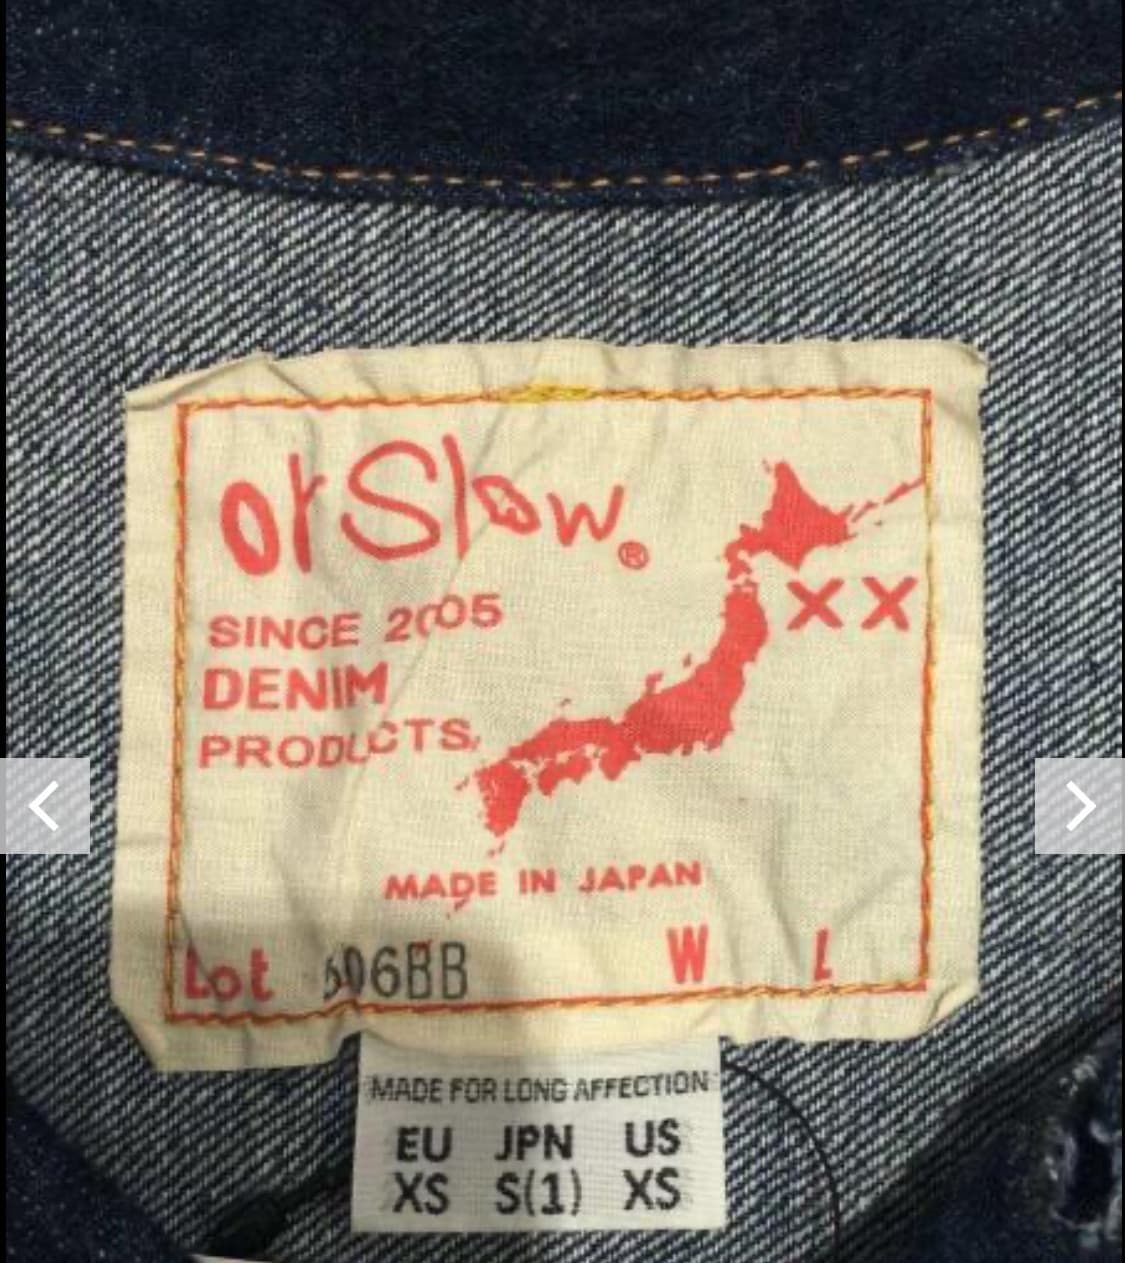 orSlow®
SINCE 2005
DENIM
PRODUCTS,
XX
MADE IN JAPAN
Lot 606BB W L
MADE FOR LONG AFFECTION
EU JPN US
XS S(1) XS